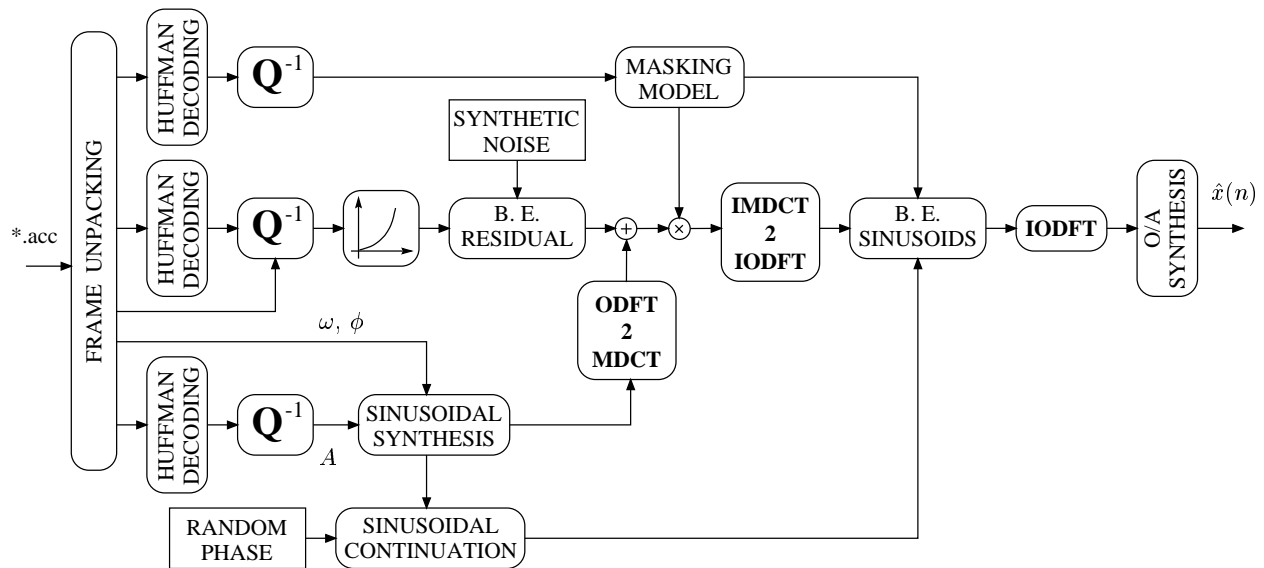 *.acc
FRAME UNPACKING
HUFFMAN
DECODING
Q⁻¹
MASKING
MODEL
SYNTHETIC
NOISE
HUFFMAN
DECODING
Q⁻¹
B. E.
RESIDUAL
+
×
IMDCT
2
IODFT
B. E.
SINUSOIDS
IODFT
O/A
SYNTHESIS
x̂(n)
ω, φ
ODFT
2
MDCT
HUFFMAN
DECODING
Q⁻¹
A
SINUSOIDAL
SYNTHESIS
RANDOM
PHASE
SINUSOIDAL
CONTINUATION